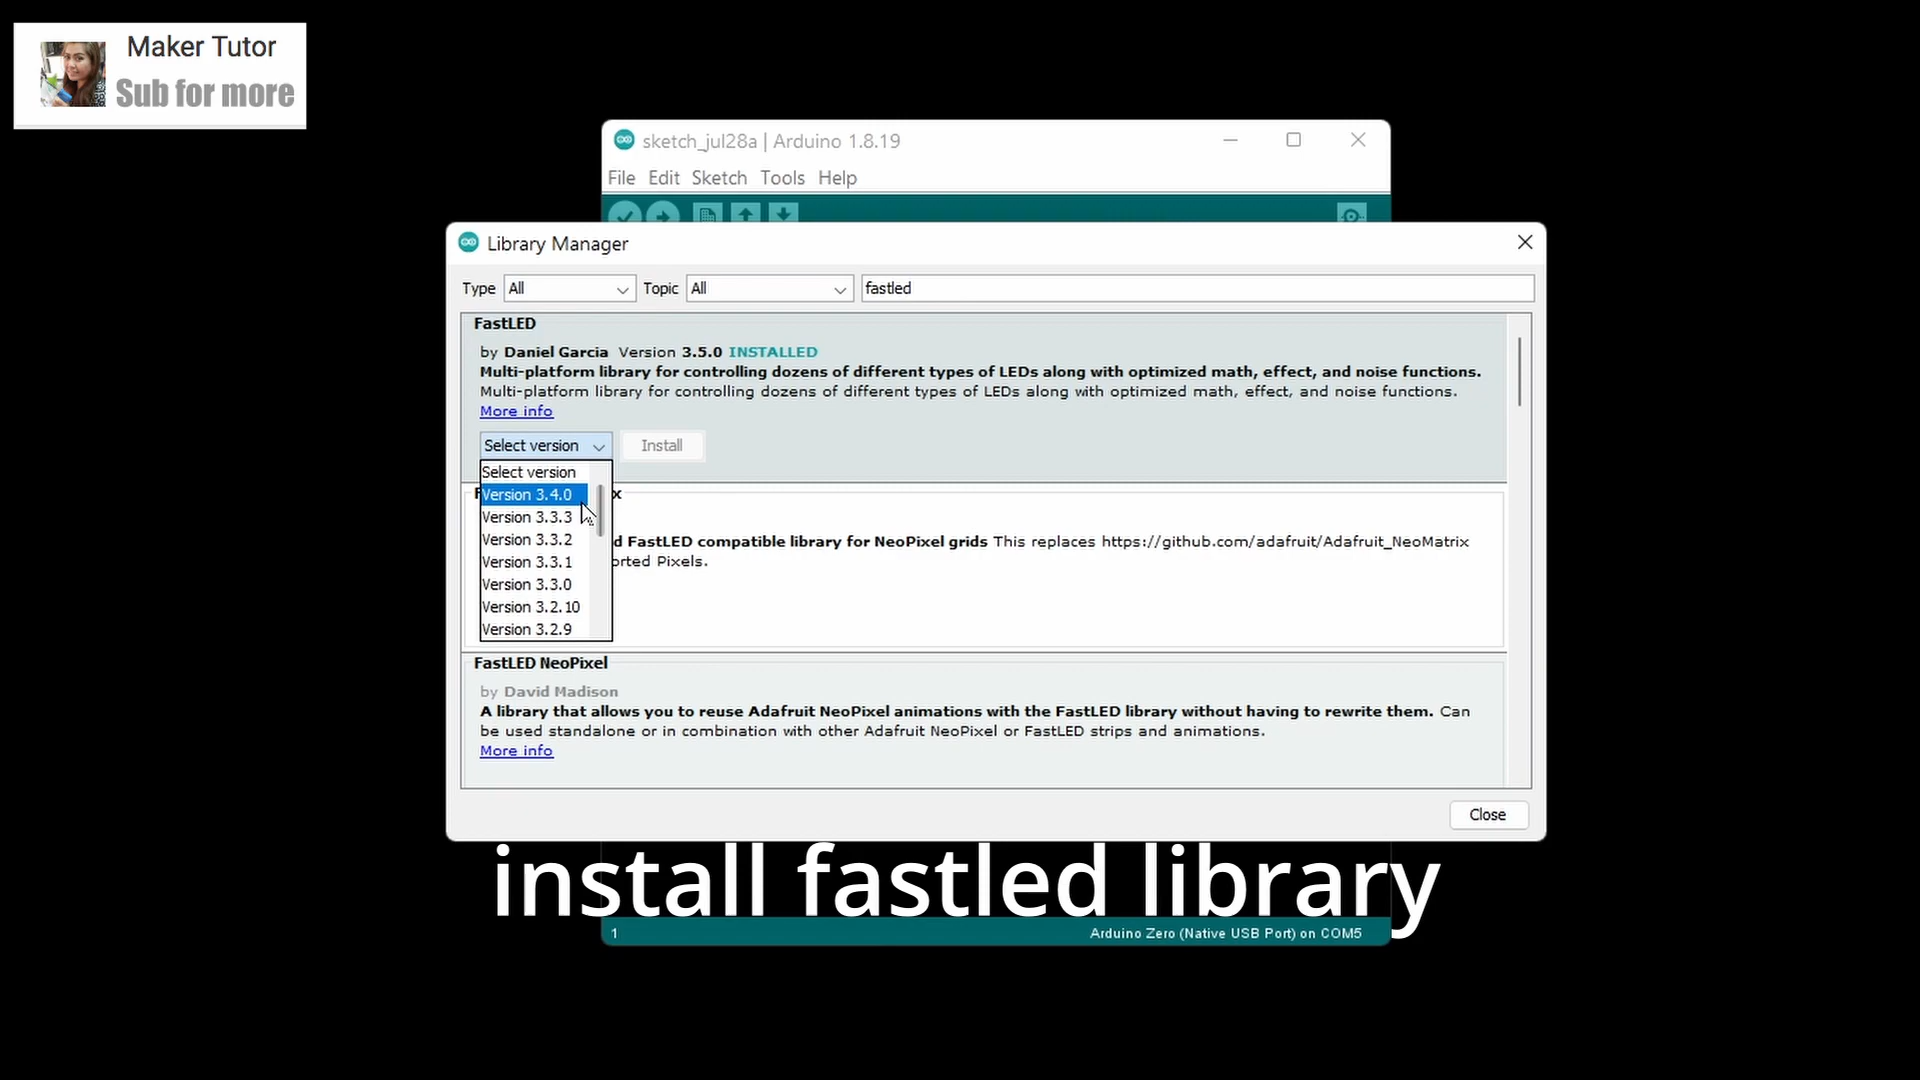 Maker Tutor
Sub for more
sketch_jul28a | Arduino 1.8.19
File Edit Sketch Tools Help
Library Manager
Type All Topic All fastled
FastLED
by Daniel Garcia Version 3.5.0 INSTALLED
Multi-platform library for controlling dozens of different types of LEDs along with optimized math, effect, and noise functions.
Multi-platform library for controlling dozens of different types of LEDs along with optimized math, effect, and noise functions.
More info
Select version Install
Select version
Version 3.4.0
Version 3.3.3
Version 3.3.2
Version 3.3.1
Version 3.3.0
Version 3.2.10
Version 3.2.9
FastLED compatible library for NeoPixel grids This replaces https://github.com/adafruit/Adafruit_NeoMatrix
Pixels.
FastLED NeoPixel
by David Madison
A library that allows you to reuse Adafruit NeoPixel animations with the FastLED library without having to rewrite them. Can
be used standalone or in combination with other Adafruit NeoPixel or FastLED strips and animations.
More info
Close
install fastled library
1 Arduino Zero (Native USB Port) on COM5